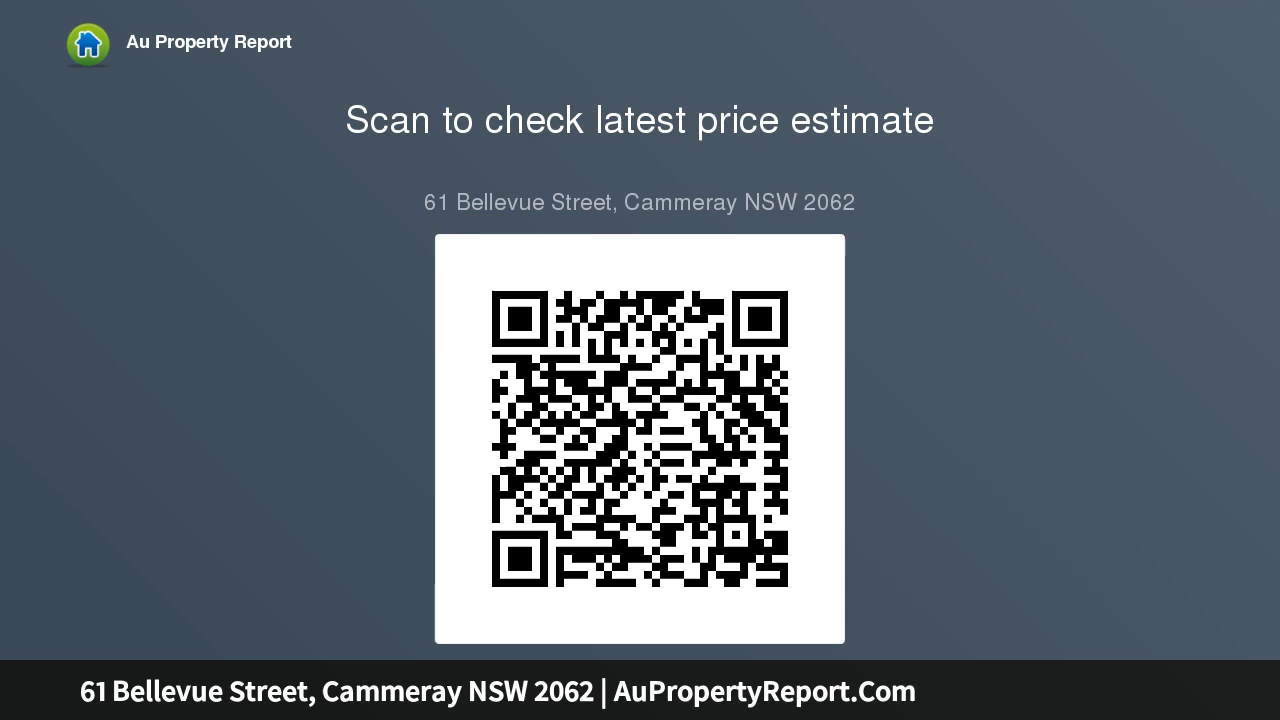 Au Property Report
Scan to check latest price estimate
61 Bellevue Street, Cammeray NSW 2062
61 Bellevue Street, Cammeray NSW 2062 | AuPropertyReport.Com